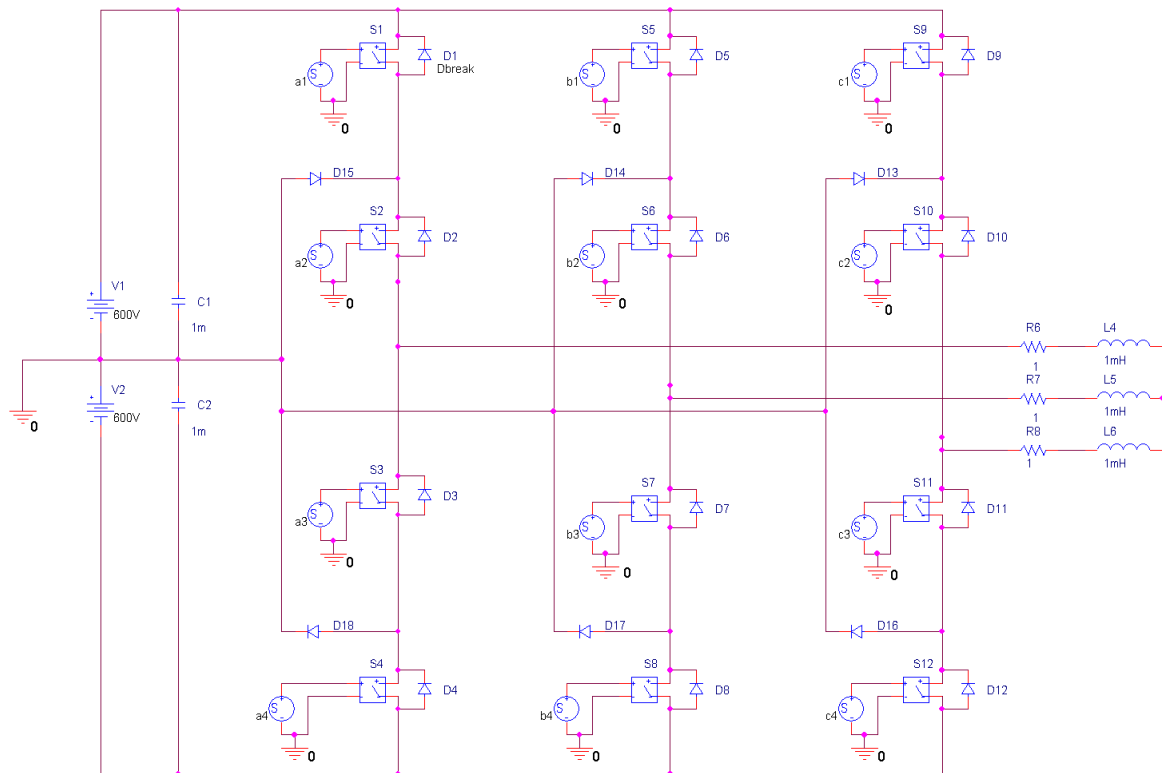 S1 S5 S9
D1 D5 D9
Dbreak
a1 b1 c1
0 0 0
D15 D14 D13
S2 S6 S10
D2 D6 D10
a2 b2 c2
0 0 0
V1
600V
C1
1m
R6 L4
1 1mH
V2
600V
C2
1m
R7 L5
1 1mH
0
R8 L6
1 1mH
S3 S7 S11
D3 D7 D11
a3 b3 c3
0 0 0
D18 D17 D16
S4 S8 S12
D4 D8 D12
a4 b4 c4
0 0 0